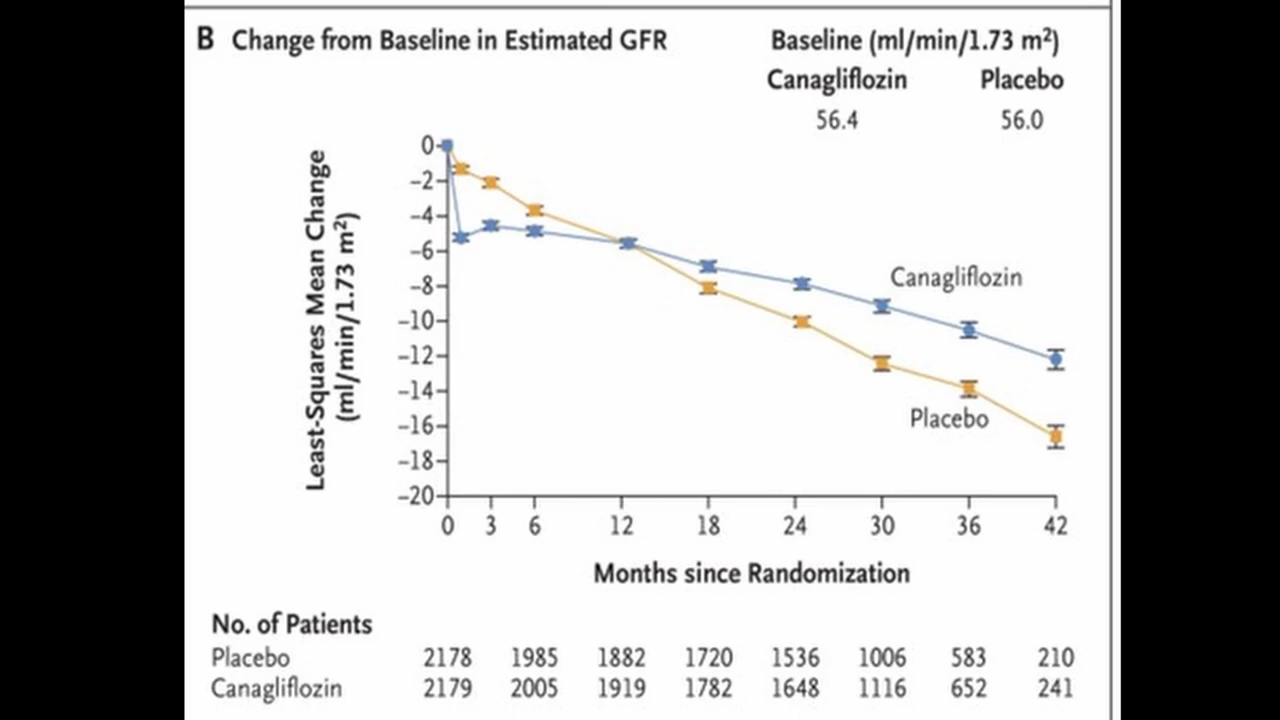 B Change from Baseline in Estimated GFR
Baseline (ml/min/1.73 m²)
Canagliflozin Placebo
56.4 56.0
Least-Squares Mean Change
(ml/min/1.73 m²)
0
−2
−4
−6
−8
−10
−12
−14
−16
−18
−20
Canagliflozin
Placebo
0 3 6 12 18 24 30 36 42
Months since Randomization
No. of Patients
Placebo 2178 1985 1882 1720 1536 1006 583 210
Canagliflozin 2179 2005 1919 1782 1648 1116 652 241